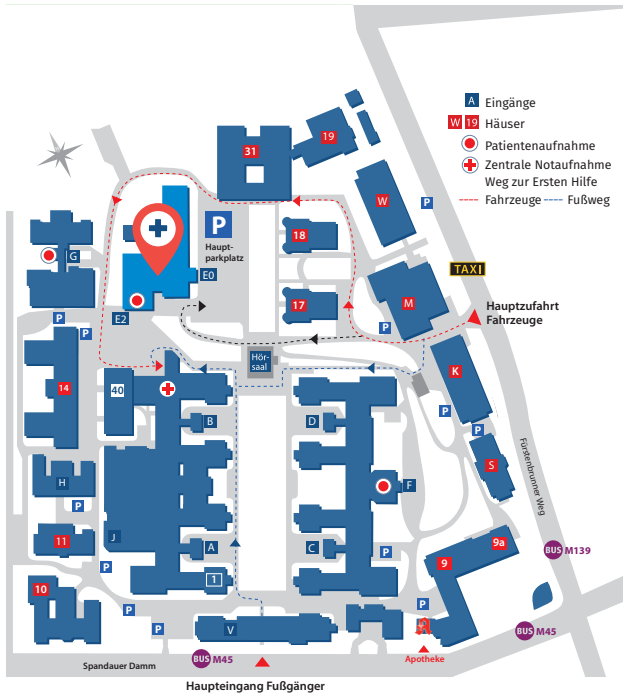 A Eingänge
W 19 Häuser
Patientenaufnahme
Zentrale Notaufnahme
Weg zur Ersten Hilfe
Fahrzeuge Fußweg
31
19
W
P
18
P
Haupt-
parkplatz
G
E0
TAXI
M
17
E2
P
Hauptzufahrt
Fahrzeuge
P
P
P
Hör-
saal
K
14
40
P
B
D
P
S
H
F
Fürstenbrunner Weg
P
J
11
A
C
P
9
9a
BUS M139
P
1
10
P
P
P
V
BUS M45
Apotheke
Spandauer Damm
BUS M45
Haupteingang Fußgänger